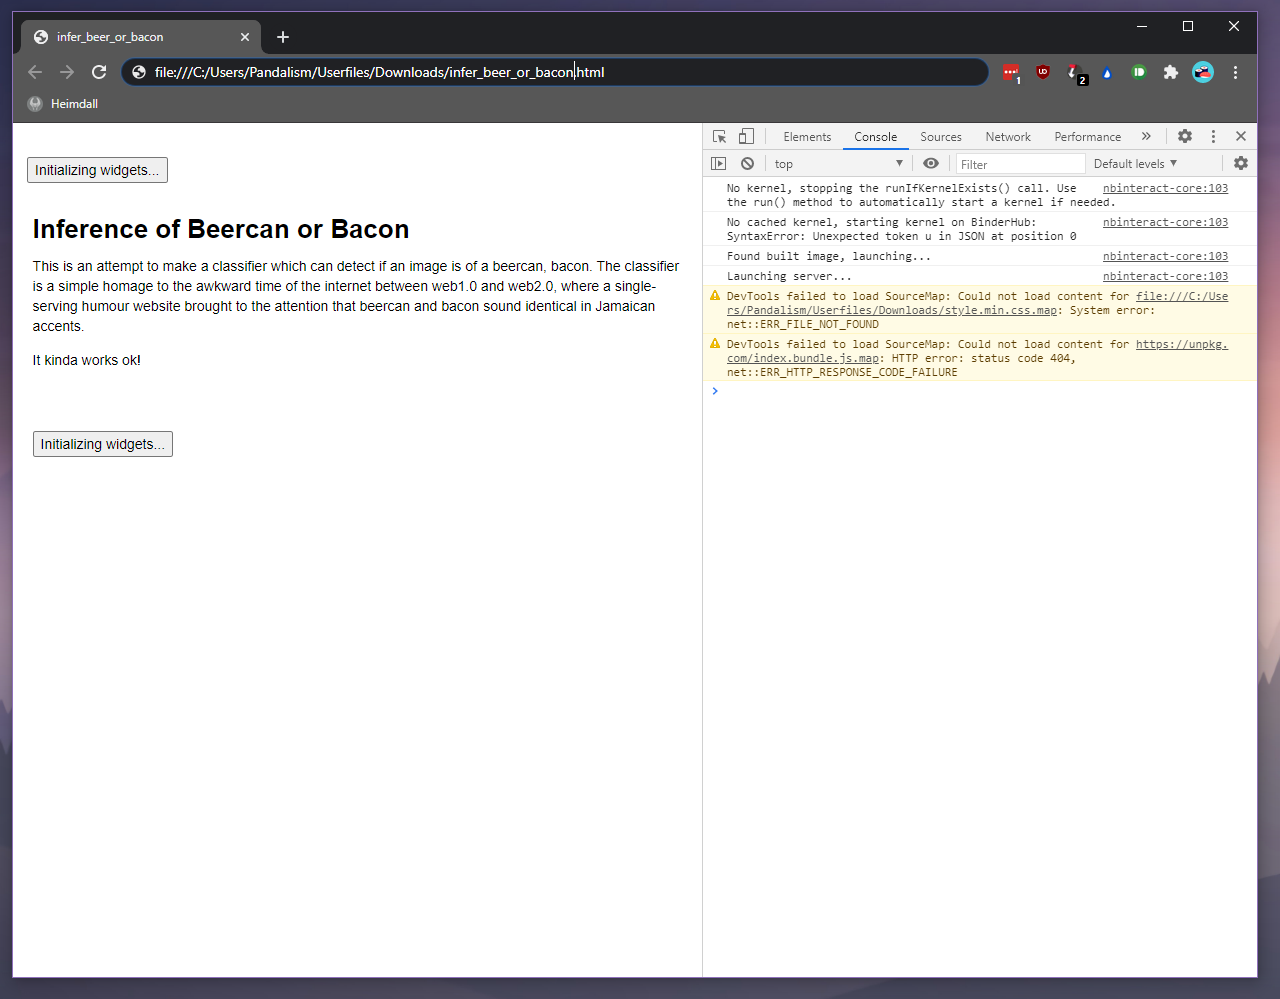 infer_beer_or_bacon
file:///C:/Users/Pandalism/Userfiles/Downloads/infer_beer_or_bacon.html
1
UD
2
Heimdall
Initializing widgets...
Inference of Beercan or Bacon
This is an attempt to make a classifier which can detect if an image is of a beercan, bacon. The classifier
is a simple homage to the awkward time of the internet between web1.0 and web2.0, where a single-
serving humour website brought to the attention that beercan and bacon sound identical in Jamaican
accents.
It kinda works ok!
Initializing widgets...
Elements Console Sources Network Performance »
top Filter Default levels
No kernel, stopping the runIfKernelExists() call. Use nbinteract-core:103
the run() method to automatically start a kernel if needed.
No cached kernel, starting kernel on BinderHub: nbinteract-core:103
SyntaxError: Unexpected token u in JSON at position 0
Found built image, launching... nbinteract-core:103
Launching server... nbinteract-core:103
DevTools failed to load SourceMap: Could not load content for file:///C:/Use
rs/Pandalism/Userfiles/Downloads/style.min.css.map: System error:
net::ERR_FILE_NOT_FOUND
DevTools failed to load SourceMap: Could not load content for https://unpkg.
com/index.bundle.js.map: HTTP error: status code 404,
net::ERR_HTTP_RESPONSE_CODE_FAILURE